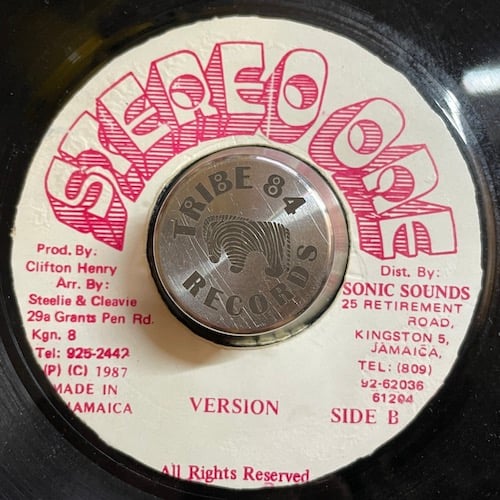 STEREO ONE
TRIBE 84
RECORDS
Prod. By:
Clifton Henry
Arr. By:
Steelie & Cleavie
29a Grants Pen Rd.
Kgn. 8
Tel: 925-2442
(P) (C) 1987
MADE IN
JAMAICA
Dist. By:
SONIC SOUNDS
25 RETIREMENT
ROAD,
KINGSTON 5,
JAMAICA,
TEL: (809)
92-62036
61204
VERSION
SIDE B
All Rights Reserved